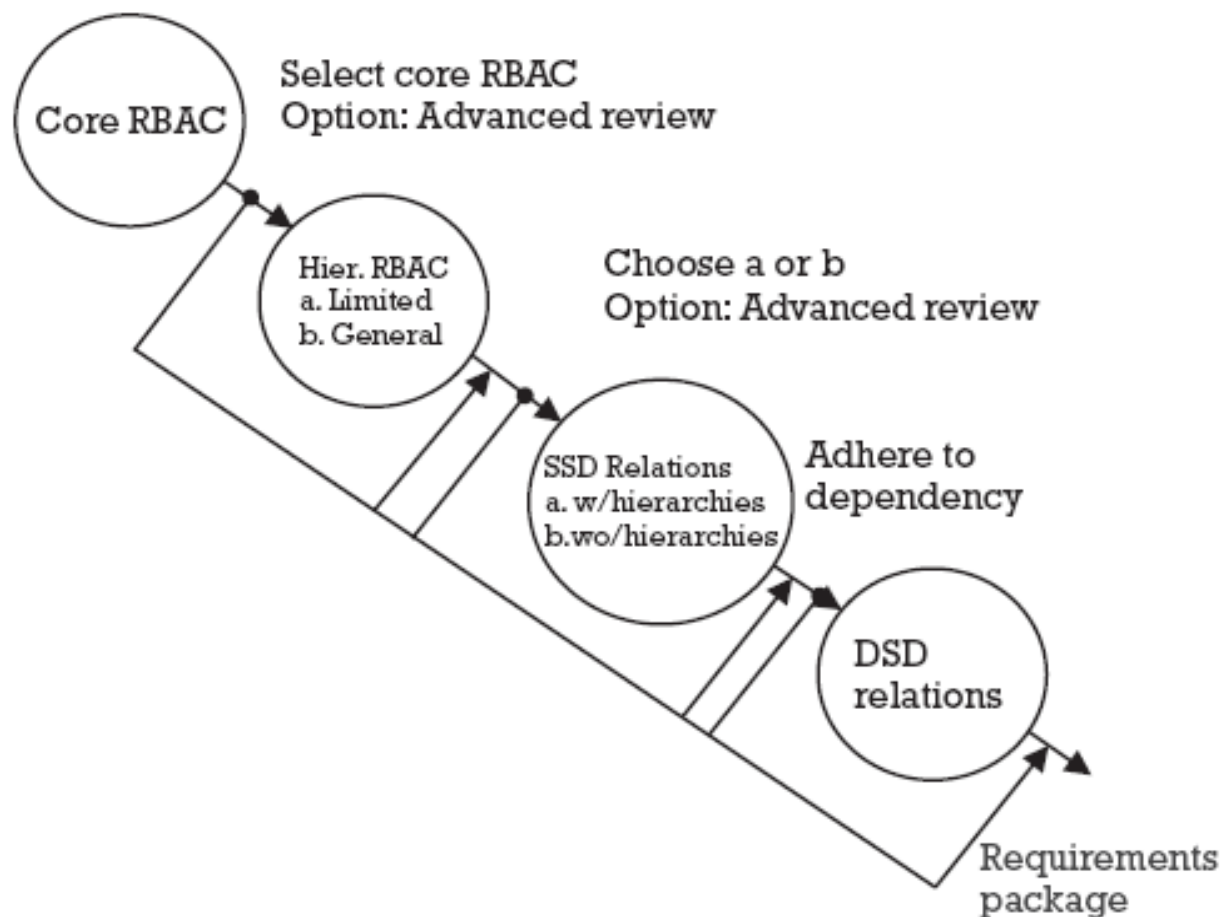 Core RBAC
Select core RBAC
Option: Advanced review
Hier. RBAC
a. Limited
b. General
Choose a or b
Option: Advanced review
SSD Relations
a. w/hierarchies
b.wo/hierarchies
Adhere to
dependency
DSD
relations
Requirements
package